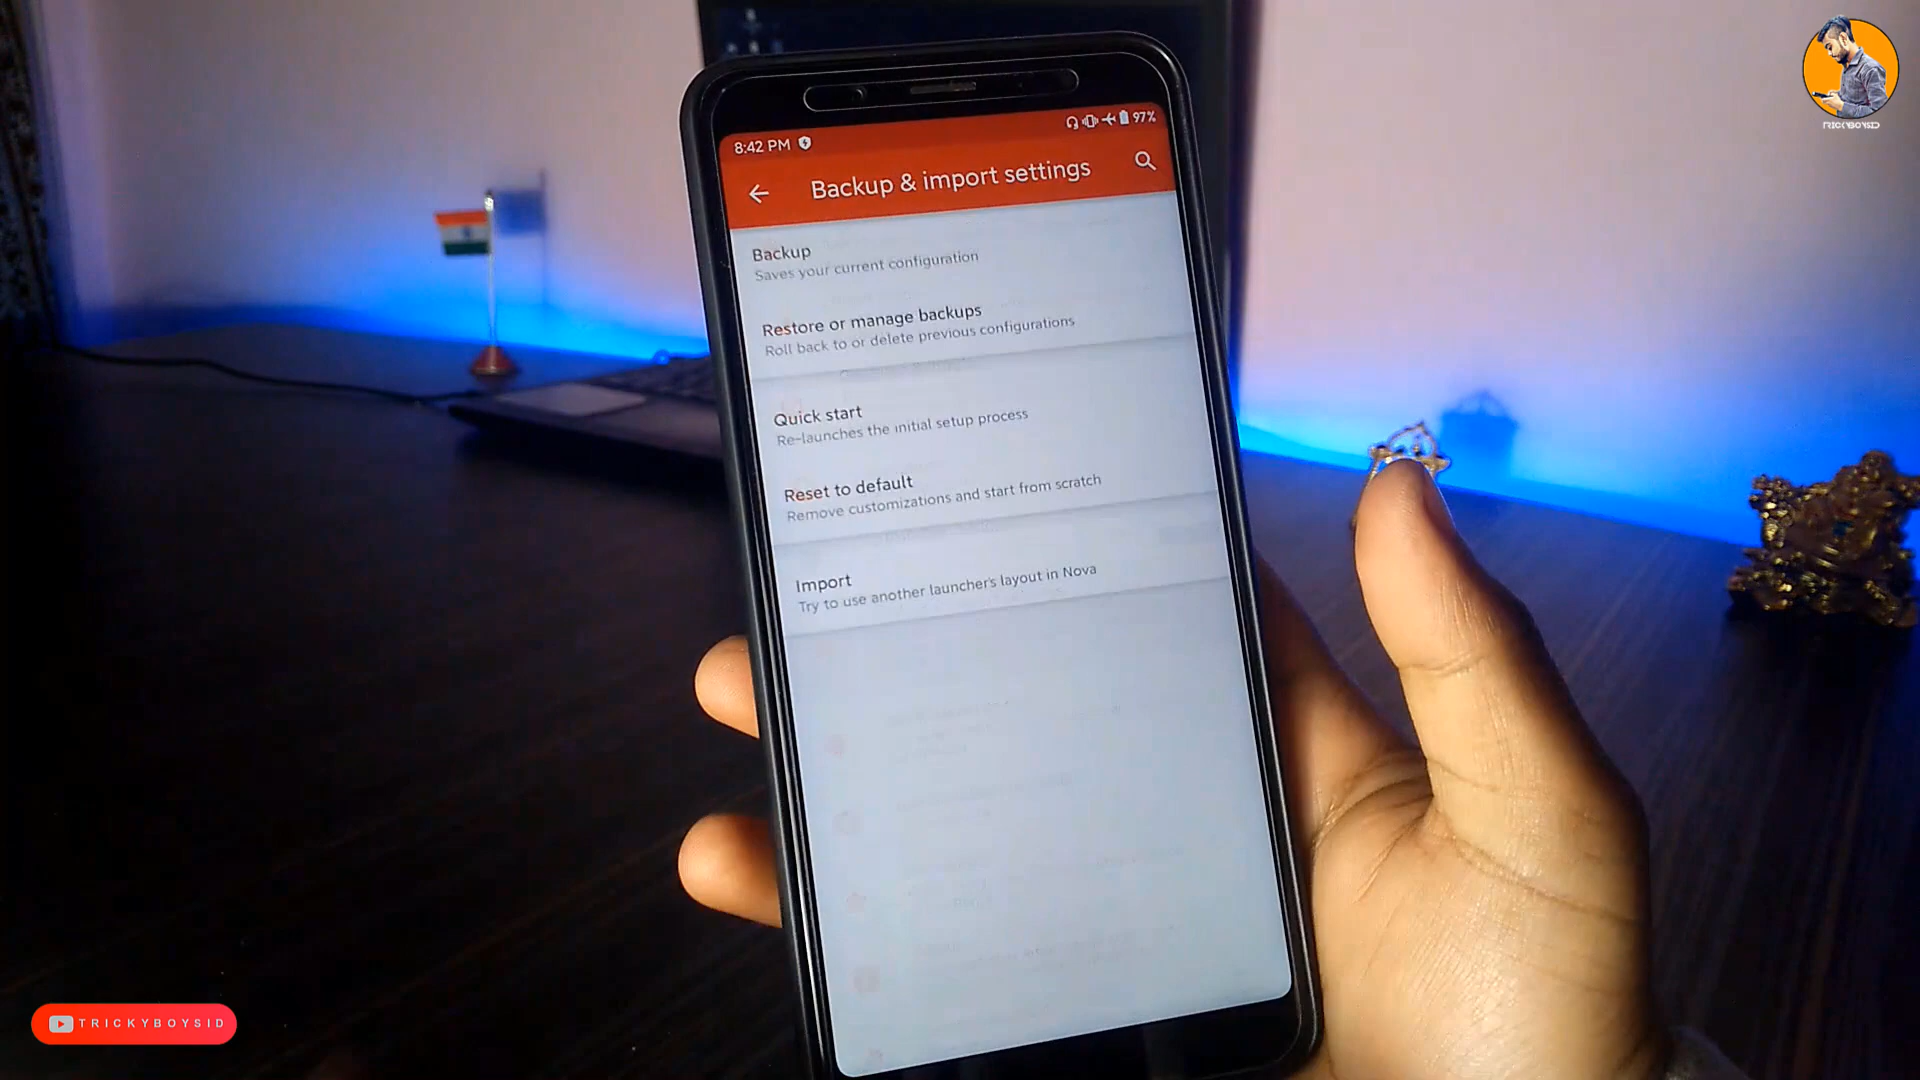 TRICKYBOYSID
8:42 PM
97%
Backup & import settings
Backup
Saves your current configuration
Restore or manage backups
Roll back to or delete previous configurations
Quick start
Re-launches the initial setup process
Reset to default
Remove customizations and start from scratch
Import
Try to use another launcher's layout in Nova
TRICKYBOYSID